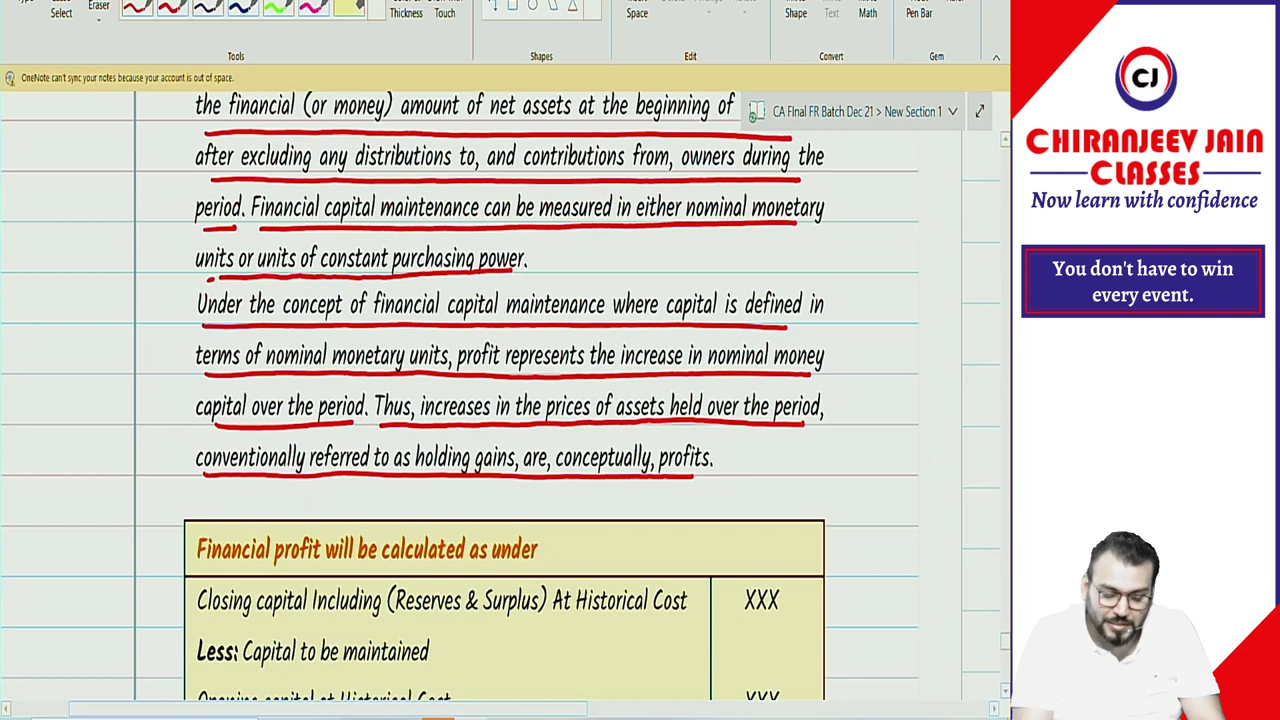 Eraser
Select
Thickness
Touch
Space
Shape
Text
Math
Pen Bar
Tools
Shapes
Edit
Convert
Gem
OneNote can't sync your notes because your account is out of space.
the financial (or money) amount of net assets at the beginning of
CA FInal FR Batch Dec 21 > New Section 1
after excluding any distributions to, and contributions from, owners during the
period. Financial capital maintenance can be measured in either nominal monetary
units or units of constant purchasing power.
Under the concept of financial capital maintenance where capital is defined in
terms of nominal monetary units, profit represents the increase in nominal money
capital over the period. Thus, increases in the prices of assets held over the period,
conventionally referred to as holding gains, are, conceptually, profits.
Financial profit will be calculated as under
Closing capital Including (Reserves & Surplus) At Historical Cost XXX
Less: Capital to be maintained
Opening capital at Historical Cost XXX
CJ
CHIRANJEEV JAIN
CLASSES
Now learn with confidence
You don't have to win
every event.